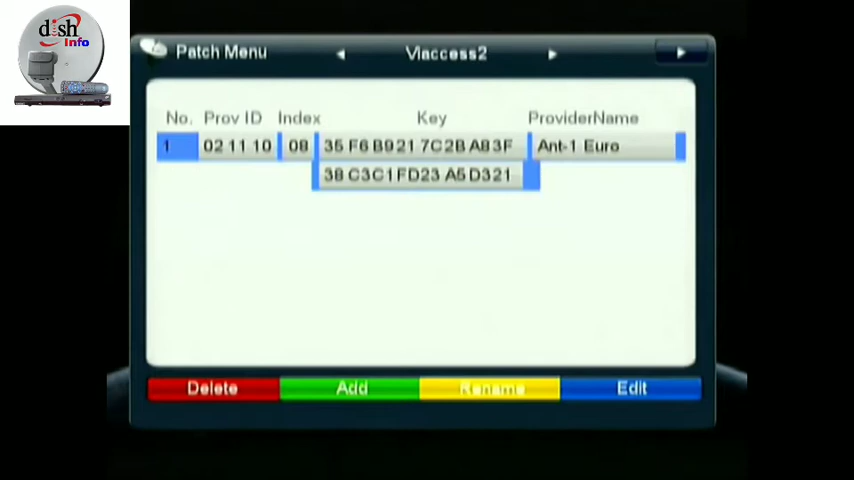 dish
Info
Patch Menu
Viaccess2
No. Prov ID Index Key ProviderName
1 02 11 10 08 35 F6 B9 21 7C 2B A8 3F Ant-1 Euro
38 C3 C1 FD 23 A5 D3 21
Delete Add Rename Edit